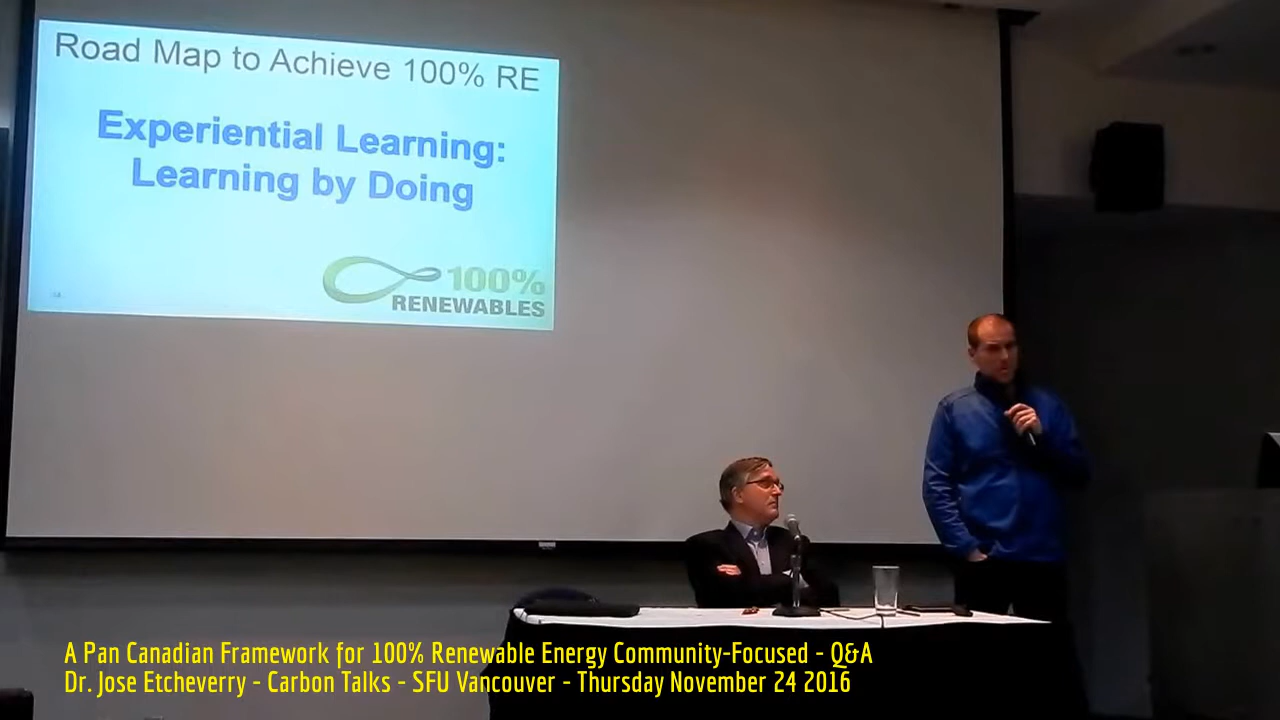 Road Map to Achieve 100% RE
Experiential Learning:
Learning by Doing
100%
RENEWABLES
A Pan Canadian Framework for 100% Renewable Energy Community-Focused - Q&A
Dr. Jose Etcheverry - Carbon Talks - SFU Vancouver - Thursday November 24 2016